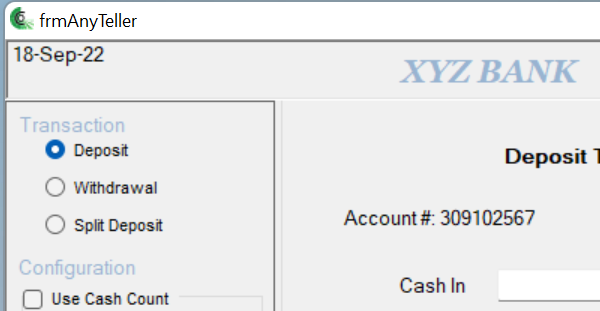 frmAnyTeller
18-Sep-22
XYZ BANK
Transaction
Deposit
Withdrawal
Split Deposit
Configuration
Use Cash Count
Deposit
Account #: 309102567
Cash In